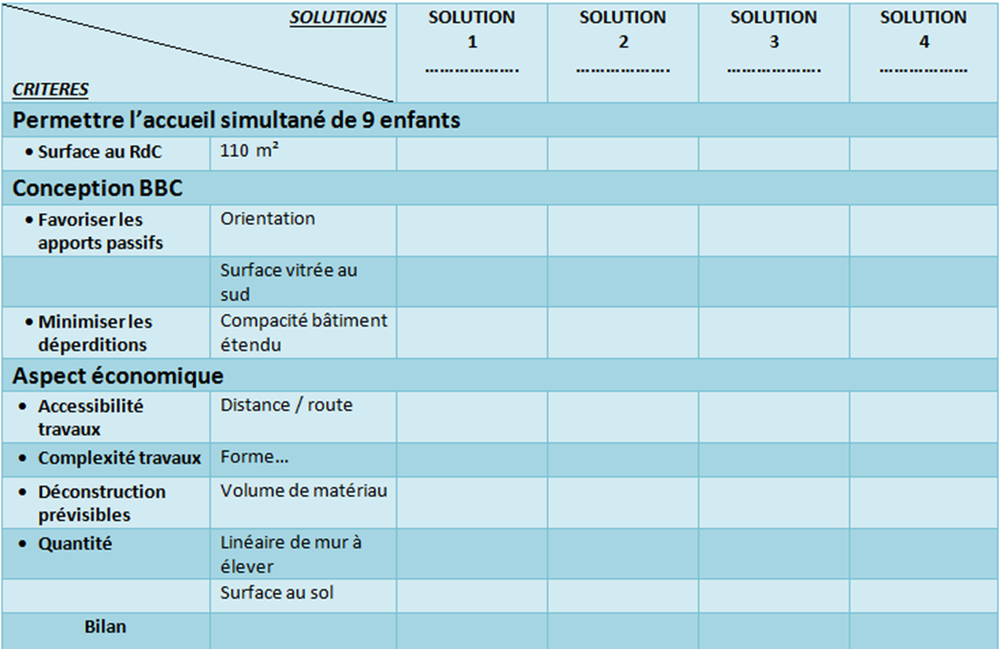 SOLUTIONS
CRITERES
SOLUTION
1
……………….
SOLUTION
2
……………….
SOLUTION
3
……………….
SOLUTION
4
………………
Permettre l’accueil simultané de 9 enfants
• Surface au RdC
110 m²
Conception BBC
• Favoriser les
apports passifs
Orientation
Surface vitrée au
sud
• Minimiser les
déperditions
Compacité bâtiment
étendu
Aspect économique
• Accessibilité
travaux
Distance / route
• Complexité travaux
Forme…
• Déconstruction
prévisibles
Volume de matériau
• Quantité
Linéaire de mur à
élever
Surface au sol
Bilan